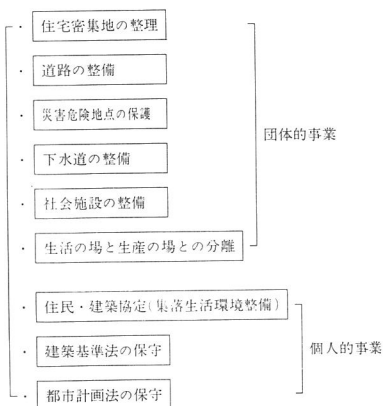 ・住宅密集地の整理
・道路の整備
・災害危険地点の保護
団体的事業
・下水道の整備
・社会施設の整備
・生活の場と生産の場との分離
・住民・建築協定(集落生活環境整備)
・建築基準法の保守
個人的事業
・都市計画法の保守